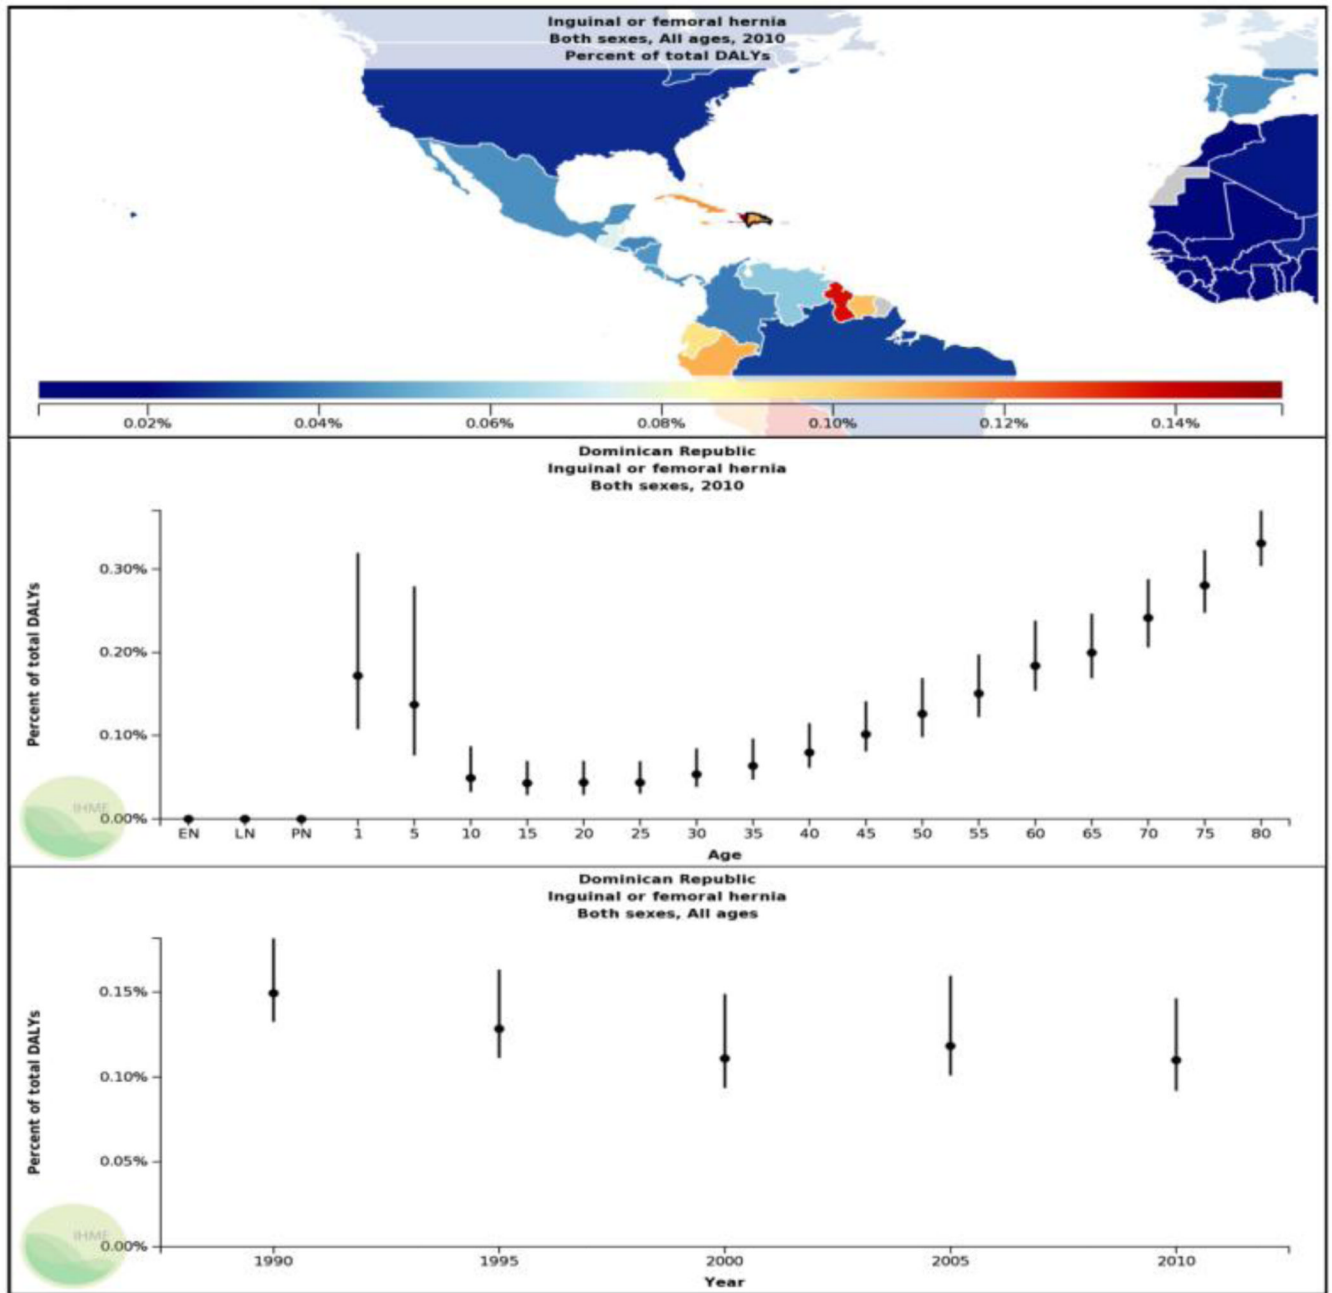 Inguinal or femoral hernia
Both sexes, All ages, 2010
Percent of total DALYs
0.02% 0.04% 0.06% 0.08% 0.10% 0.12% 0.14%
Dominican Republic
Inguinal or femoral hernia
Both sexes, 2010
Percent of total DALYs
0.30%
0.20%
0.10%
0.00%
IHME
EN LN PN 1 5 10 15 20 25 30 35 40 45 50 55 60 65 70 75 80
Age
Dominican Republic
Inguinal or femoral hernia
Both sexes, All ages
Percent of total DALYs
0.15%
0.10%
0.05%
0.00%
IHME
1990 1995 2000 2005 2010
Year